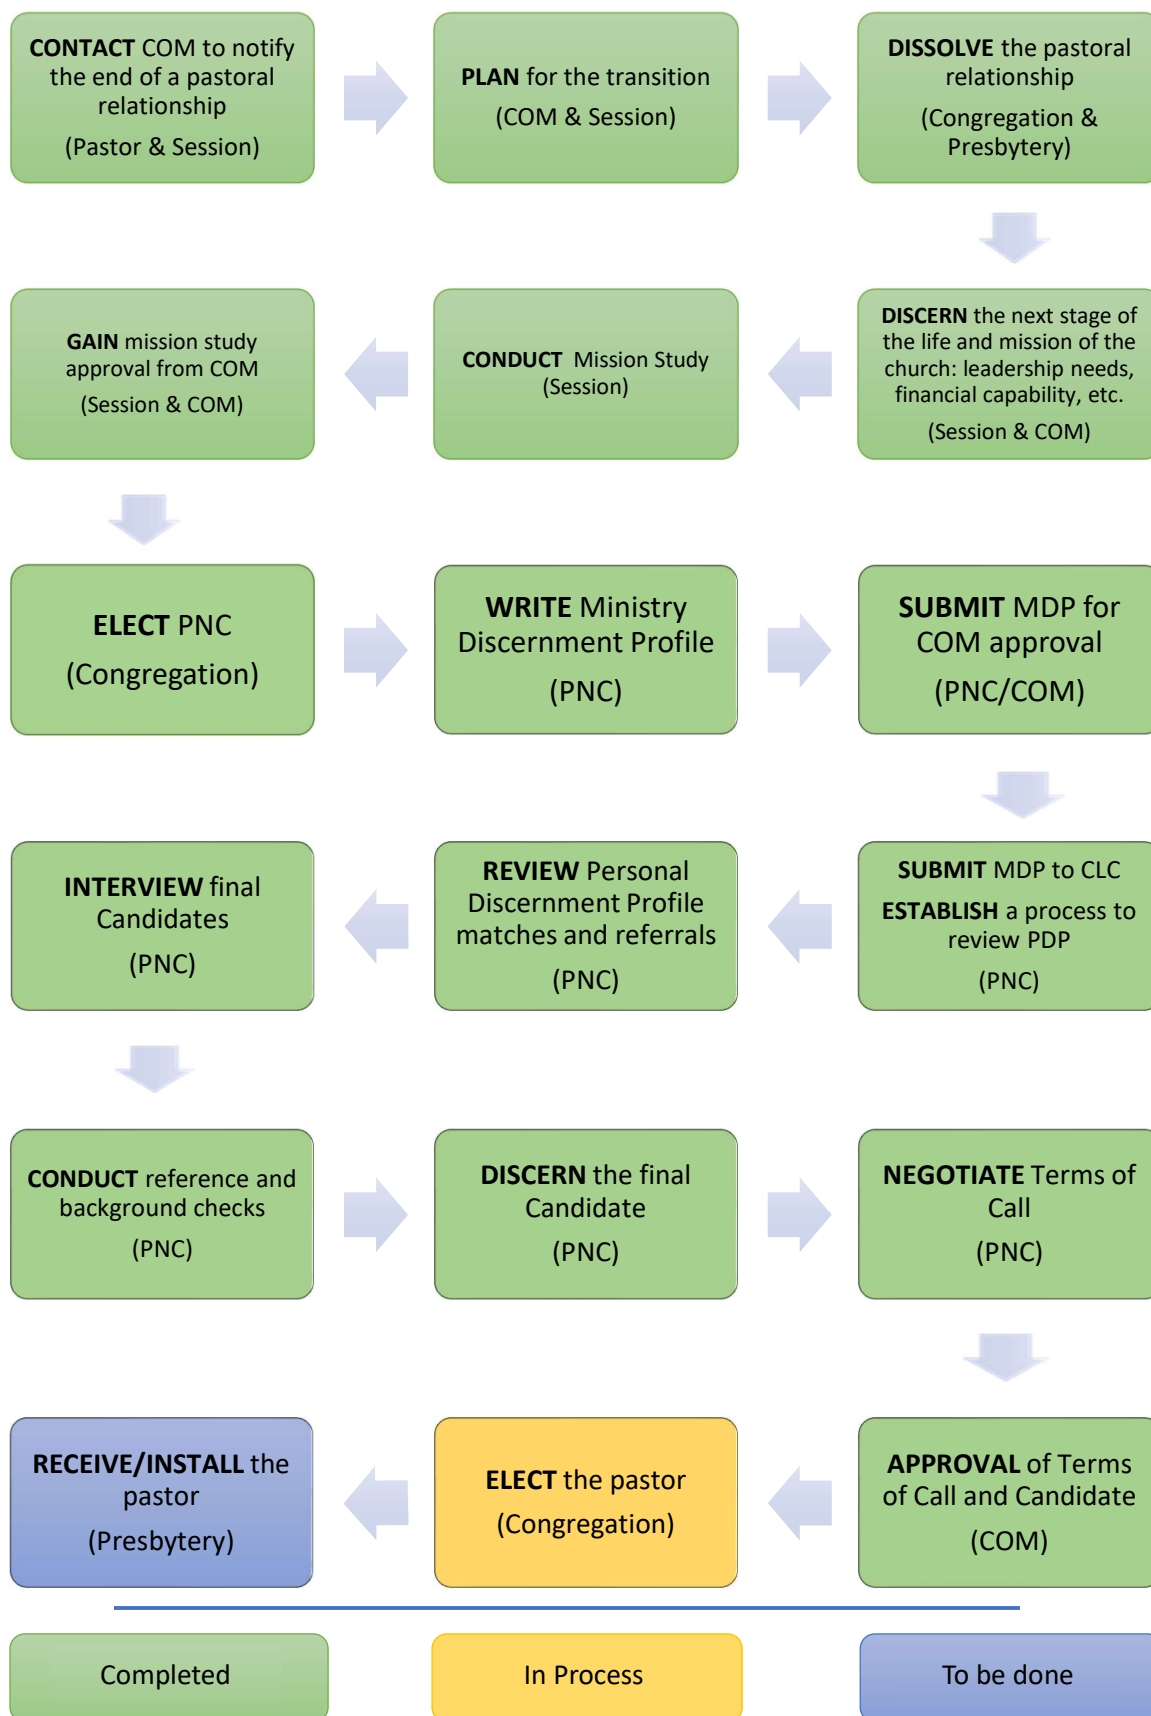 CONTACT COM to notify
the end of a pastoral
relationship
(Pastor & Session)
PLAN for the transition
(COM & Session)
DISSOLVE the pastoral
relationship
(Congregation &
Presbytery)
DISCERN the next stage of
the life and mission of the
church: leadership needs,
financial capability, etc.
(Session & COM)
CONDUCT Mission Study
(Session)
GAIN mission study
approval from COM
(Session & COM)
ELECT PNC
(Congregation)
WRITE Ministry
Discernment Profile
(PNC)
SUBMIT MDP for
COM approval
(PNC/COM)
SUBMIT MDP to CLC
ESTABLISH a process to
review PDP
(PNC)
REVIEW Personal
Discernment Profile
matches and referrals
(PNC)
INTERVIEW final
Candidates
(PNC)
CONDUCT reference and
background checks
(PNC)
DISCERN the final
Candidate
(PNC)
NEGOTIATE Terms of
Call
(PNC)
APPROVAL of Terms
of Call and Candidate
(COM)
ELECT the pastor
(Congregation)
RECEIVE/INSTALL the
pastor
(Presbytery)
Completed
In Process
To be done